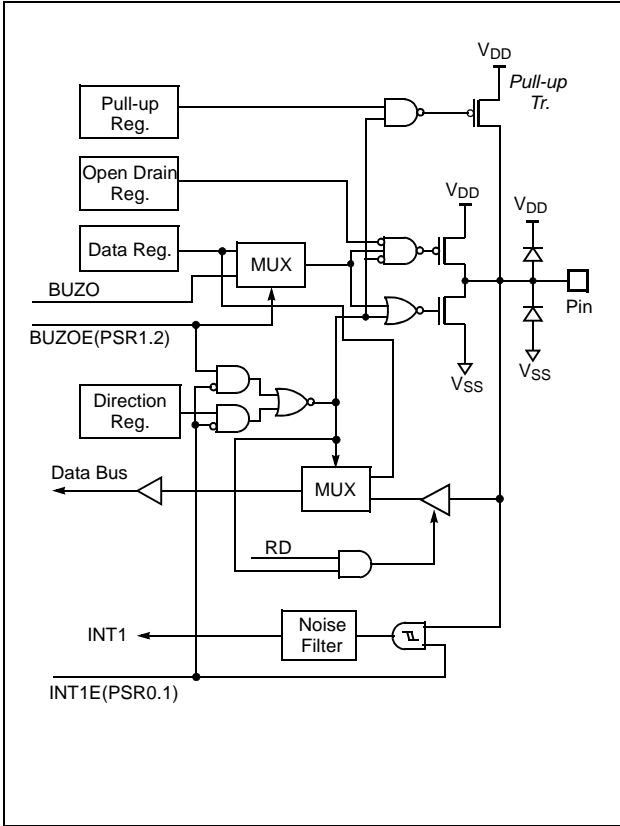 VDD
Pull-up
Tr.
Pull-up
Reg.
Open Drain
Reg.
VDD
VDD
Data Reg.
MUX
BUZO
Pin
BUZOE(PSR1.2)
VSS
VSS
Direction
Reg.
Data Bus
MUX
RD
Noise
Filter
INT1
INT1E(PSR0.1)